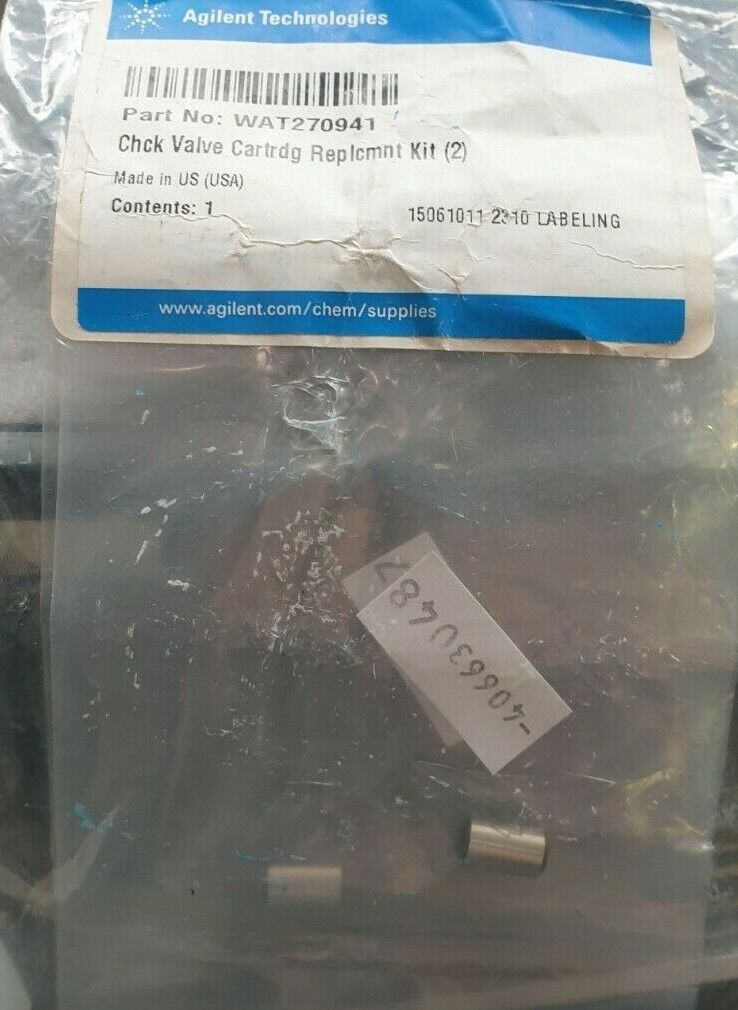 Agilent Technologies
Part No: WAT270941
Chck Valve Cartrdg Replcmnt Kit (2)
Made in US (USA)
Contents: 1
15061011 2310 LABELING
www.agilent.com/chem/supplies